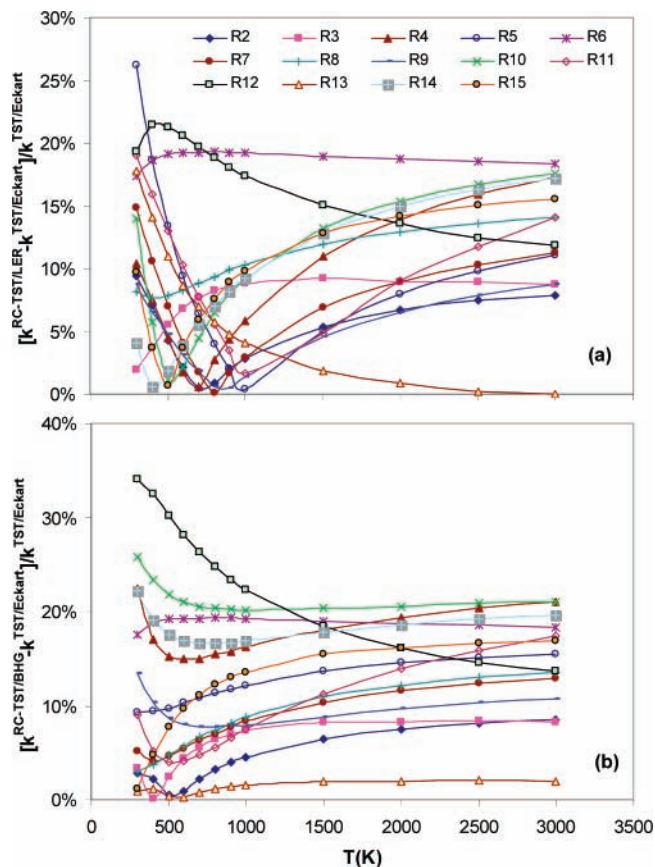 30%
25%
20%
15%
10%
5%
0%
[k^RC-TST/LER-k^TST/Eckart]/k^TST/Eckart
R2 R3 R4 R5 R6
R7 R8 R9 R10 R11
R12 R13 R14 R15
(a)
40%
30%
20%
10%
0%
[k^RC-TST/BHG-k^TST/Eckart]/k^TST/Eckart
(b)
0 500 1000 1500 2000 2500 3000 3500
T(K)